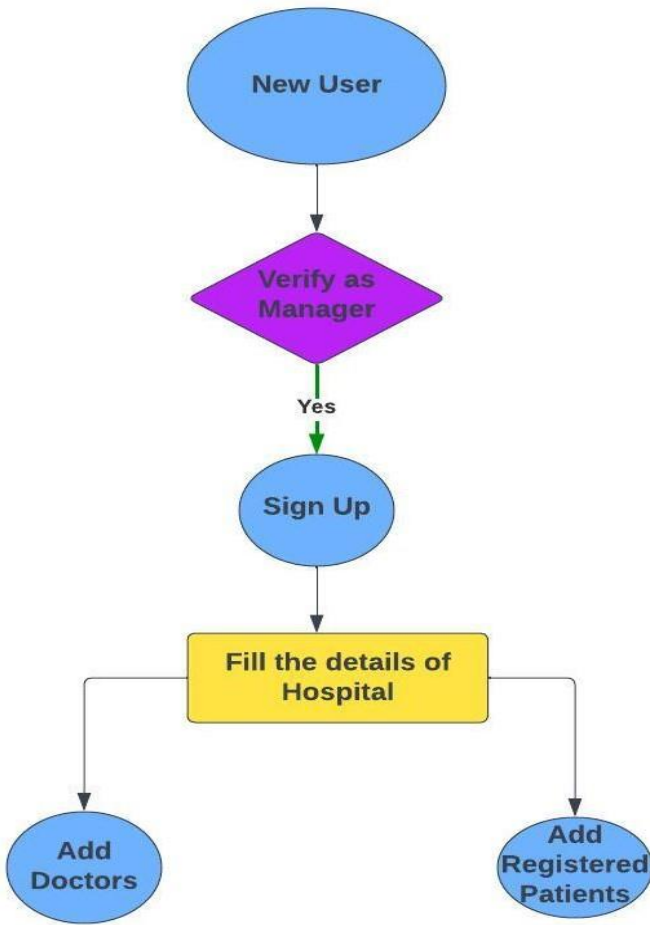 New User
Verify as
Manager
Yes
Sign Up
Fill the details of
Hospital
Add
Doctors
Add
Registered
Patients